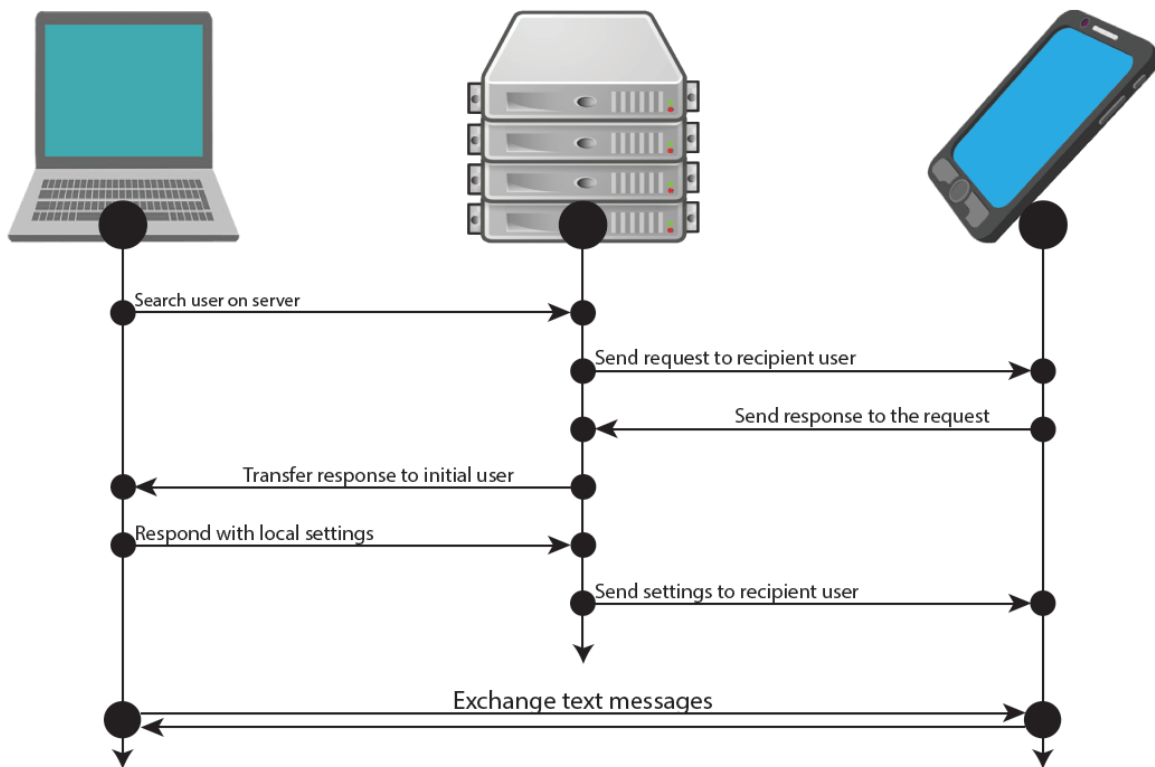 Search user on server
Send request to recipient user
Send response to the request
Transfer response to initial user
Respond with local settings
Send settings to recipient user
Exchange text messages